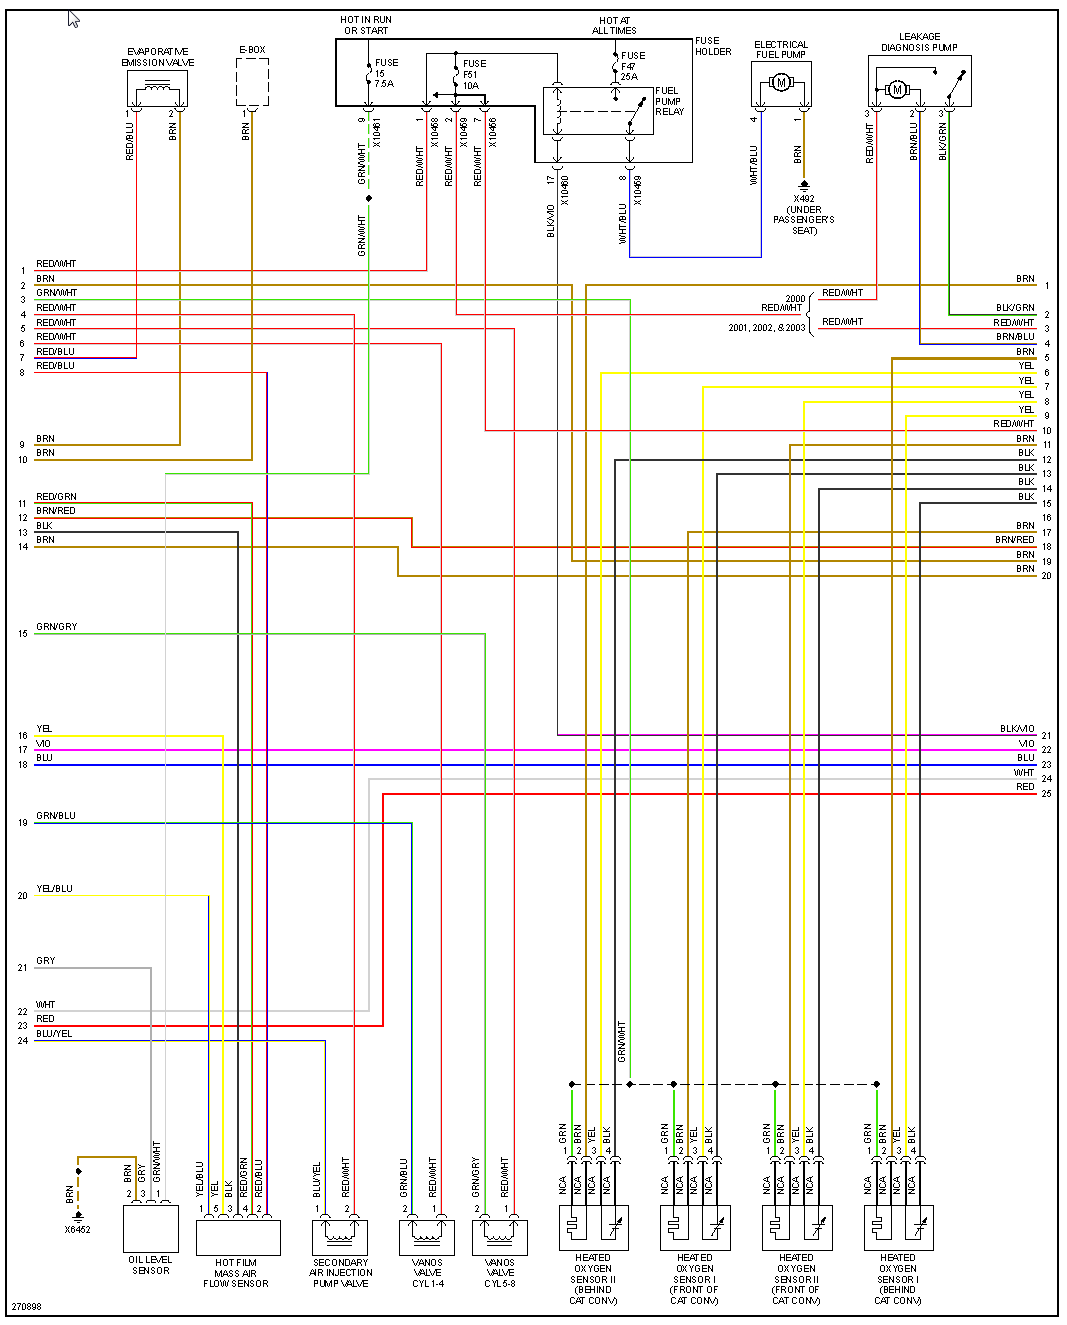 HOT IN RUN
OR START
HOT AT
ALL TIMES
EVAPORATIVE
EMISSION VALVE
E-BOX
FUSE
15
7.5A
FUSE
F51
10A
FUSE
F47
25A
FUSE
HOLDER
FUEL
PUMP
RELAY
ELECTRICAL
FUEL PUMP
M
LEAKAGE
DIAGNOSIS PUMP
M
1 2 1 9 1 2 7 17 8 4 1 3 2 3
X10461
X10458
X10459
X10456
X10460
X10459
RED/BLU
BRN
BRN
GRN/WHT
GRN/WHT
RED/WHT
RED/WHT
RED/WHT
BLK/VIO
WHT/BLU
WHT/BLU
BRN
RED/WHT
BRN/BLU
BLK/GRN
X492
(UNDER
PASSENGER'S
SEAT)
1 RED/WHT
2 BRN
3 GRN/WHT
4 RED/WHT
5 RED/WHT
6 RED/WHT
7 RED/BLU
8 RED/BLU
9 BRN
10 BRN
11 RED/GRN
12 BRN/RED
13 BLK
14 BRN
15 GRN/GRY
16 YEL
17 VIO
18 BLU
19 GRN/BLU
20 YEL/BLU
21 GRY
22 WHT
23 RED
24 BLU/YEL
RED/WHT
2000
RED/WHT
2001, 2002, & 2003
RED/WHT
BRN 1
BLK/GRN 2
RED/WHT 3
BRN/BLU 4
BRN 5
YEL 6
YEL 7
YEL 8
YEL 9
RED/WHT 10
BRN 11
BLK 12
BLK 13
BLK 14
BLK 15
16
BRN 17
BRN/RED 18
BRN 19
BRN 20
BLK/VIO 21
VIO 22
BLU 23
WHT 24
RED 25
GRN/WHT
BRN
X6452
BRN GRY GRN/WHT
2 3 1
OIL LEVEL
SENSOR
YEL/BLU YEL BLK RED/GRN RED/BLU
1 5 3 4 2
HOT FILM
MASS AIR
FLOW SENSOR
BLU/YEL RED/WHT
1 2
SECONDARY
AIR INJECTION
PUMP VALVE
GRN/BLU RED/WHT
2 1
VANOS
VALVE
CYL 1-4
GRN/GRY RED/WHT
2 1
VANOS
VALVE
CYL 5-8
GRN BRN YEL BLK
1 2 3 4
NCA NCA NCA NCA
HEATED
OXYGEN
SENSOR II
(BEHIND
CAT CONV)
GRN BRN YEL BLK
1 2 3 4
NCA NCA NCA NCA
HEATED
OXYGEN
SENSOR I
(FRONT OF
CAT CONV)
GRN BRN YEL BLK
1 2 3 4
NCA NCA NCA NCA
HEATED
OXYGEN
SENSOR II
(FRONT OF
CAT CONV)
GRN BRN YEL BLK
1 2 3 4
NCA NCA NCA NCA
HEATED
OXYGEN
SENSOR I
(BEHIND
CAT CONV)
270898